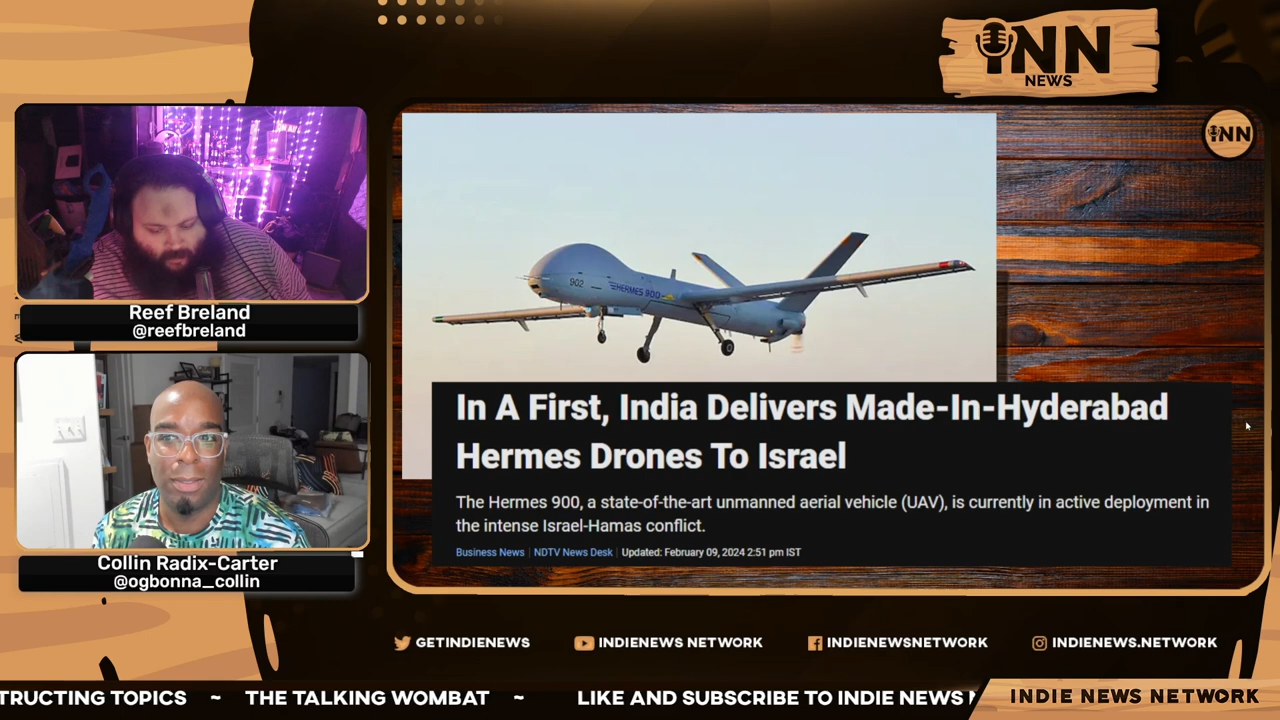 iNN
NEWS
iNN
902
HERMES 900
Reef Breland
@reefbreland
Collin Radix-Carter
@ogbonna_collin
In A First, India Delivers Made-In-Hyderabad
Hermes Drones To Israel
The Hermes 900, a state-of-the-art unmanned aerial vehicle (UAV), is currently in active deployment in
the intense Israel-Hamas conflict.
Business News | NDTV News Desk | Updated: February 09, 2024 2:51 pm IST
GETINDIENEWS
INDIENEWS NETWORK
INDIENEWSNETWORK
INDIENEWS.NETWORK
TRUCTING TOPICS ~ THE TALKING WOMBAT ~ LIKE AND SUBSCRIBE TO INDIE NEWS
INDIE NEWS NETWORK